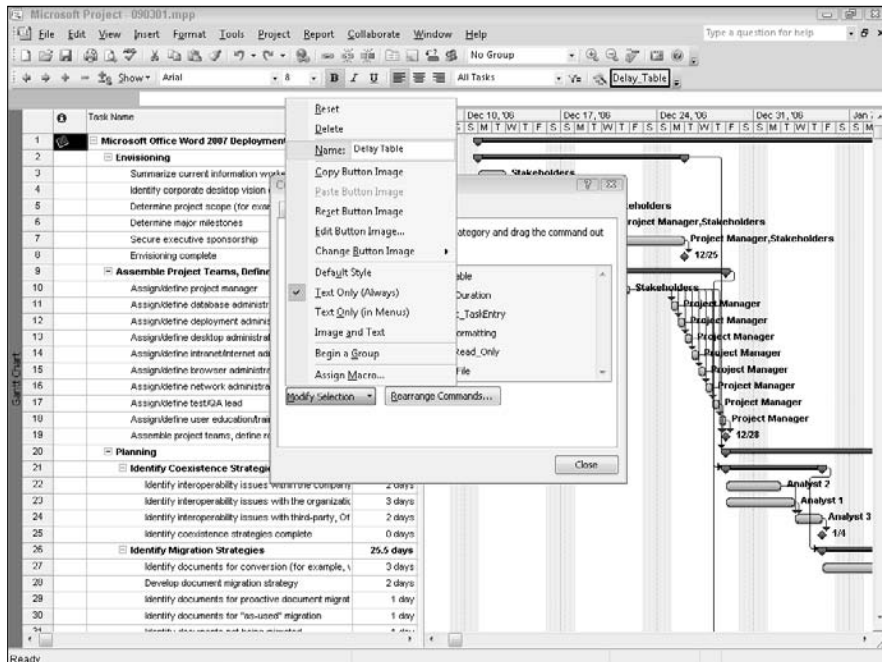 Microsoft Project - 090301.mpp
File Edit View Insert Format Tools Project Report Collaborate Window Help
Type a question for help
No Group
Show Arial 8 B I U All Tasks Delay_Table
Reset
Delete
Name: Delay Table
Copy Button Image
Paste Button Image
Reset Button Image
Edit Button Image...
Change Button Image
Default Style
Text Only (Always)
Text Only (in Menus)
Image and Text
Begin a Group
Assign Macro...
Modify Selection Rearrange Commands...
Close
ategory and drag the command out
able
Duration
_TaskEntry
ormatting
Read_Only
File
Task Name
Dec 10, '06 Dec 17, '06 Dec 24, '06 Dec 31, '06 Jan
S M T W T F S S M T W T F S S M T W T F S S M T W T F S S M
1 Microsoft Office Word 2007 Deployment
2 Envisioning
3 Summarize current information worke
4 Identify corporate desktop vision
5 Determine project scope (for exam
6 Determine major milestones
7 Secure executive sponsorship
8 Envisioning complete
9 Assemble Project Teams, Define
10 Assign/define project manager
11 Assign/define database administr
12 Assign/define deployment adminis
13 Assign/define desktop administrat
14 Assign/define intranet/Internet adm
15 Assign/define browser administra
16 Assign/define network administra
17 Assign/define test/QA lead
18 Assign/define user education/trai
19 Assemble project teams, define r
20 Planning
21 Identify Coexistence Strategi
22 Identify interoperability issues within the company 2 days
23 Identify interoperability issues with the organizatic 3 days
24 Identify interoperability issues with third-party, Of 2 days
25 Identify coexistence strategies complete 0 days
26 Identify Migration Strategies 25.5 days
27 Identify documents for conversion (for example, v 3 days
28 Develop document migration strategy 2 days
29 Identify documents for proactive document migrat 1 day
30 Identify documents for "as-used" migration 1 day
31 Identify documents not being migrated 1 day
Stakeholders
eholders
roject Manager,Stakeholders
Project Manager,Stakeholders
12/25
Stakeholders
Project Manager
Project Manager
Project Manager
Project Manager
Project Manager
Project Manager
Project Manager
Project Manager
12/28
Analyst 2
Analyst 1
Analyst 3
1/4
Gantt Chart
Ready